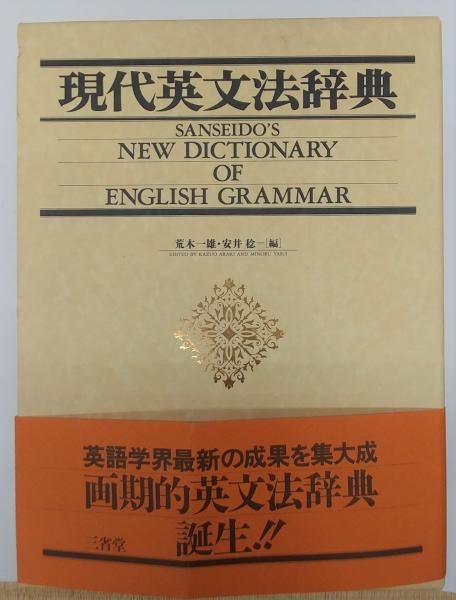 現代英文法辞典
SANSEIDO'S
NEW DICTIONARY
OF
ENGLISH GRAMMAR
荒木一雄・安井稔=[編]
EDITED BY KAZUO ARAKI AND MINORU YASUI
英語学界最新の成果を集大成
画期的英文法辞典
誕生!!
三省堂